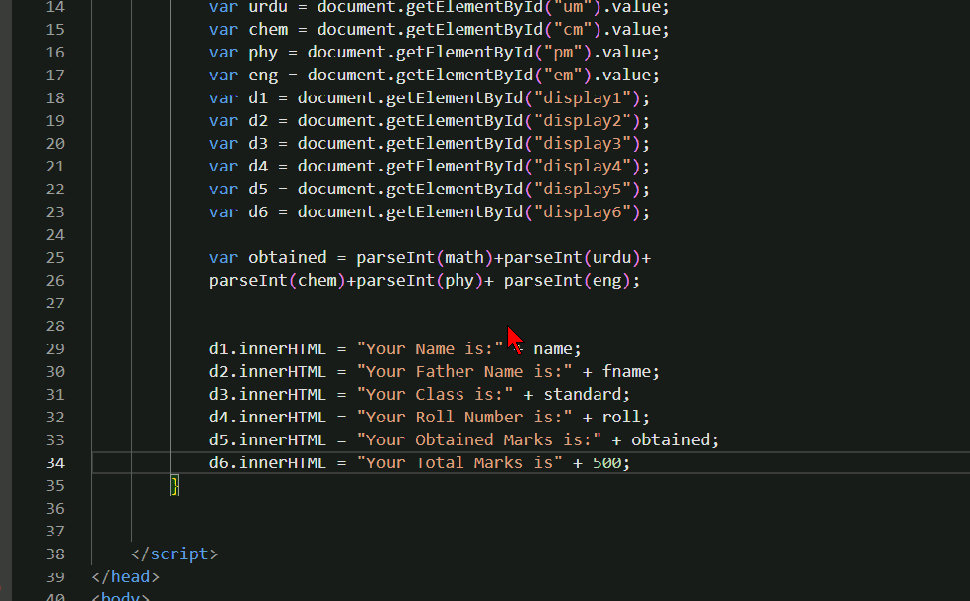 14 var urdu = document.getElementById("um").value;
15 var chem = document.getElementById("cm").value;
16 var phy = document.getElementById("pm").value;
17 var eng = document.getElementById("em").value;
18 var d1 = document.getElementById("display1");
19 var d2 = document.getElementById("display2");
20 var d3 = document.getElementById("display3");
21 var d4 = document.getElementById("display4");
22 var d5 = document.getElementById("display5");
23 var d6 = document.getElementById("display6");
24
25 var obtained = parseInt(math)+parseInt(urdu)+
26 parseInt(chem)+parseInt(phy)+ parseInt(eng);
27
28
29 d1.innerHTML = "Your Name is:" + name;
30 d2.innerHTML = "Your Father Name is:" + fname;
31 d3.innerHTML = "Your Class is:" + standard;
32 d4.innerHTML = "Your Roll Number is:" + roll;
33 d5.innerHTML = "Your Obtained Marks is:" + obtained;
34 d6.innerHTML = "Your Total Marks is" + 500;
35 }
36
37
38 </script>
39 </head>
40 <body>